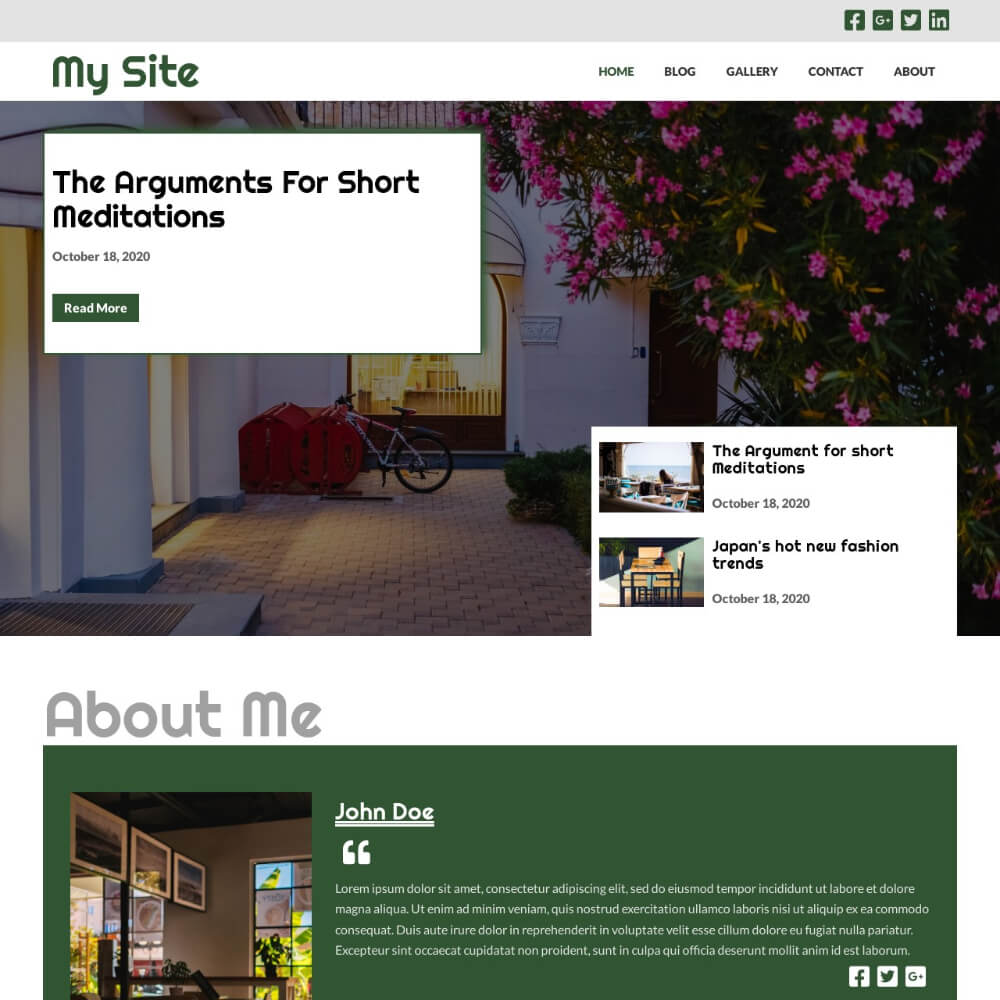 My Site
HOME BLOG GALLERY CONTACT ABOUT
The Arguments For Short
Meditations
October 18, 2020
Read More
The Argument for short
Meditations
October 18, 2020
Japan's hot new fashion
trends
October 18, 2020
About Me
John Doe
Lorem ipsum dolor sit amet, consectetur adipiscing elit, sed do eiusmod tempor incididunt ut labore et dolore
magna aliqua. Ut enim ad minim veniam, quis nostrud exercitation ullamco laboris nisi ut aliquip ex ea commodo
consequat. Duis aute irure dolor in reprehenderit in voluptate velit esse cillum dolore eu fugiat nulla pariatur.
Excepteur sint occaecat cupidatat non proident, sunt in culpa qui officia deserunt mollit anim id est laborum.